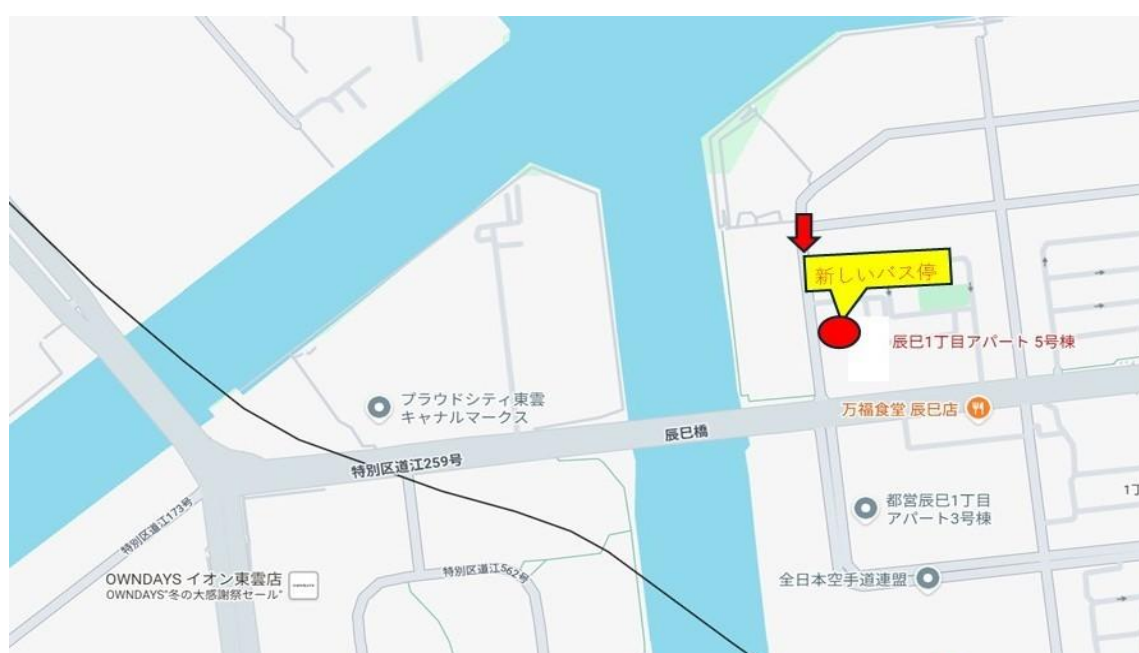 新しいバス停
辰巳1丁目アパート 5号棟
プラウドシティ東雲
キャナルマークス
万福食堂 辰巳店
辰巳橋
特別区道江259号
都営辰巳1丁目
アパート3号棟
1丁
特別区道江173号
OWNDAYS イオン東雲店
OWNDAYS"冬の大感謝祭セール"
特別区道江562号
全日本空手道連盟